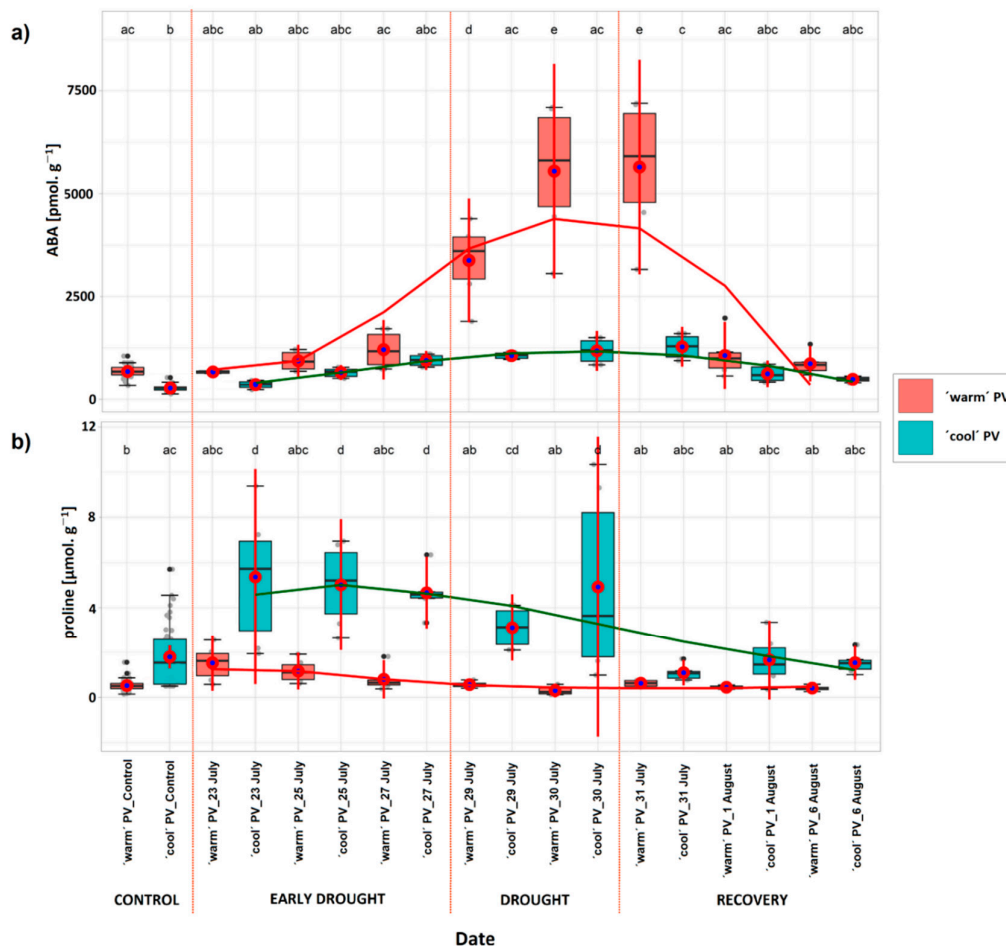 a)
ac b abc ab abc abc ac abc d ac e ac e c ac abc abc abc
ABA [pmol. g−1]
7500
5000
2500
0
´warm´ PV
´cool´ PV
b)
12
b ac abc d abc d abc d ab cd ab d ab abc ab abc ab abc
proline [µmol. g−1]
8
4
0
´warm´ PV_Control
´cool´ PV_Control
´warm´ PV_23 July
´cool´ PV_23 July
´warm´ PV_25 July
´cool´ PV_25 July
´warm´ PV_27 July
´cool´ PV_27 July
´warm´ PV_29 July
´cool´ PV_29 July
´warm´ PV_30 July
´cool´ PV_30 July
´warm´ PV_31 July
´cool´ PV_31 July
´warm´ PV_1 August
´cool´ PV_1 August
´warm´ PV_6 August
´cool´ PV_6 August
CONTROL EARLY DROUGHT DROUGHT RECOVERY
Date